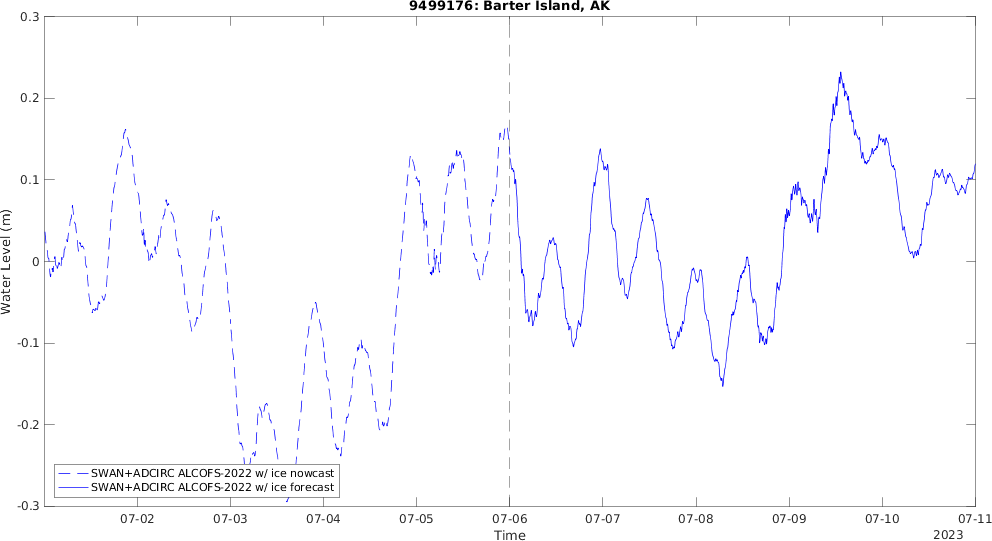 9499176: Barter Island, AK
0.3
0.2
0.1
0
-0.1
-0.2
-0.3
Water Level (m)
SWAN+ADCIRC ALCOFS-2022 w/ ice nowcast
SWAN+ADCIRC ALCOFS-2022 w/ ice forecast
07-02 07-03 07-04 07-05 07-06 07-07 07-08 07-09 07-10 07-11
Time
2023